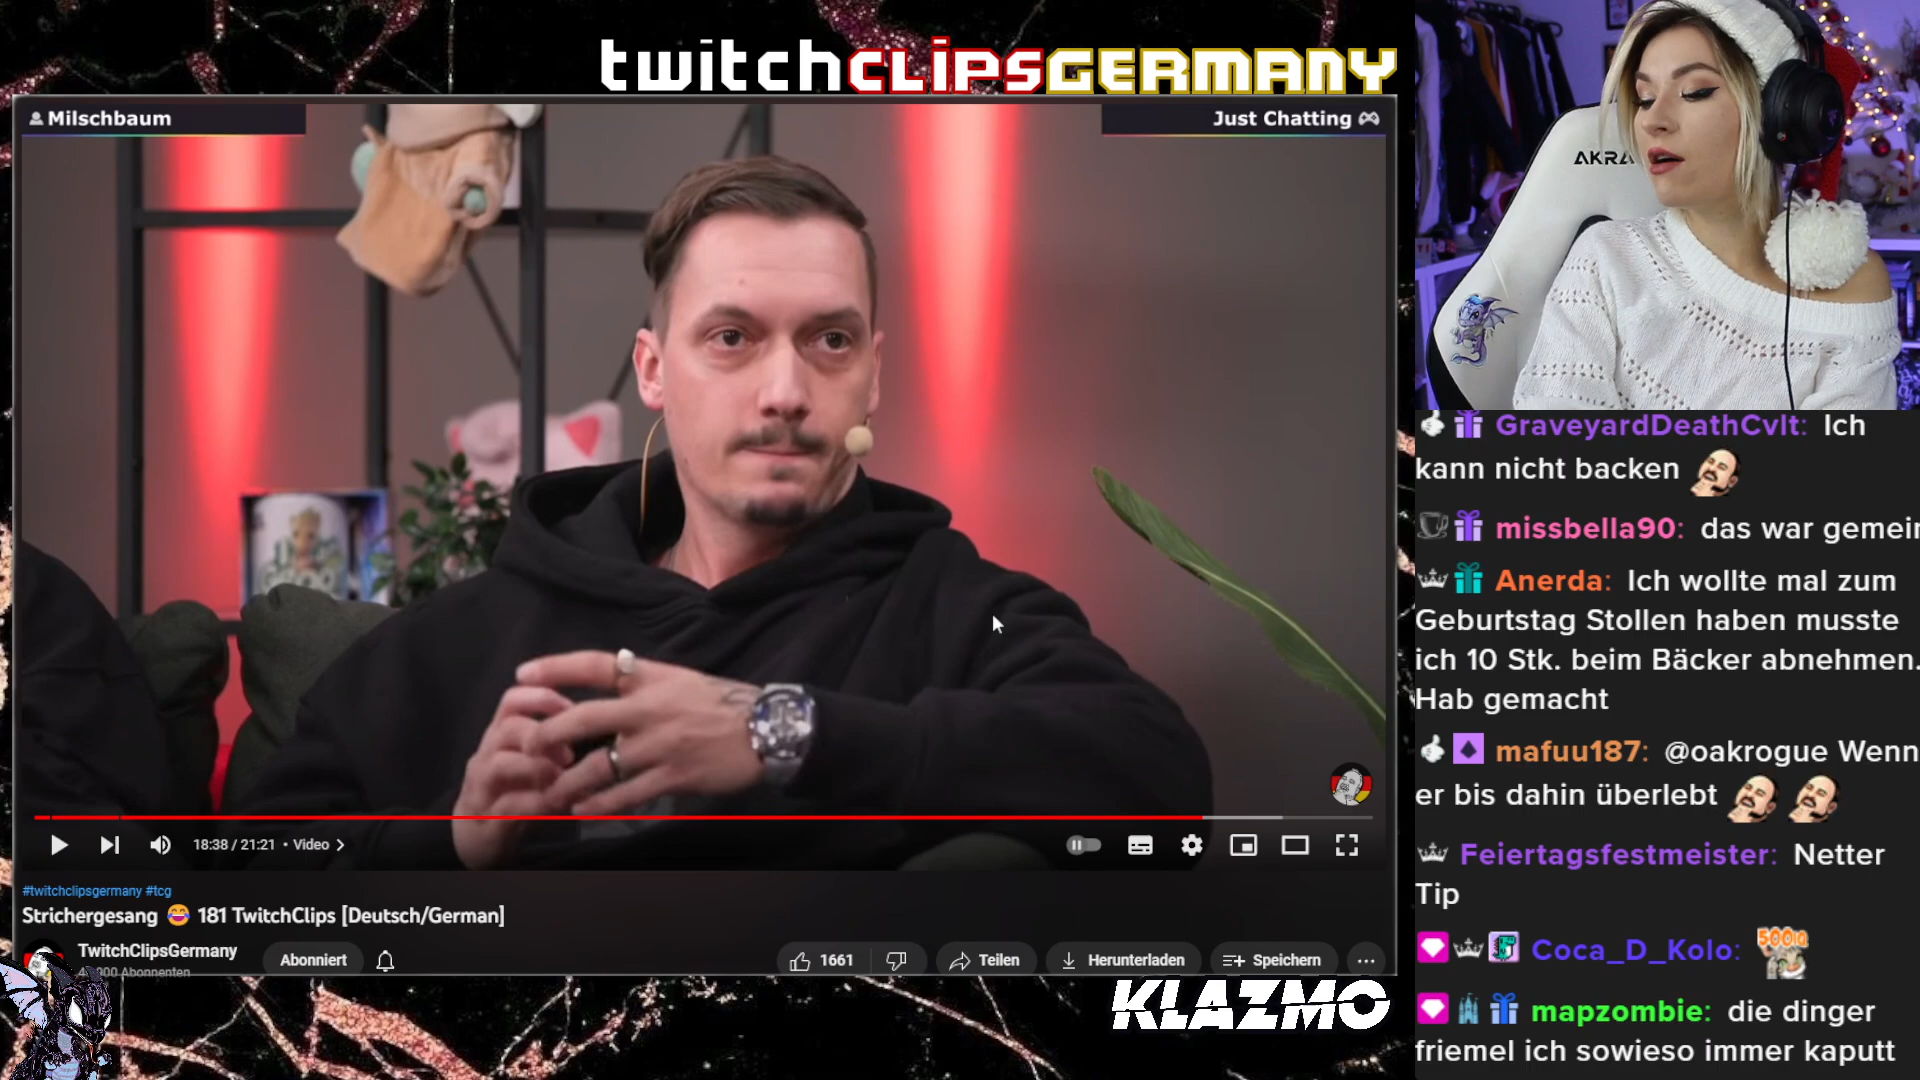 twitchCLIPSGERMANY
Milschbaum
Just Chatting
AKRA
GraveyardDeathCvlt: Ich
kann nicht backen
missbella90: das war gemein
Anerda: Ich wollte mal zum
Geburtstag Stollen haben musste
ich 10 Stk. beim Bäcker abnehmen.
Hab gemacht
mafuu187: @oakrogue Wenn
er bis dahin überlebt
Feiertagsfestmeister: Netter
Tip
Coca_D_Kolo:
500IQ
mapzombie: die dinger
friemel ich sowieso immer kaputt
18:38 / 21:21 • Video
#twitchclipsgermany #tcg
Strichergesang 😂 181 TwitchClips [Deutsch/German]
TwitchClipsGermany
000 Abonnenten
Abonniert
1661
Teilen
Herunterladen
Speichern
KLAZMO